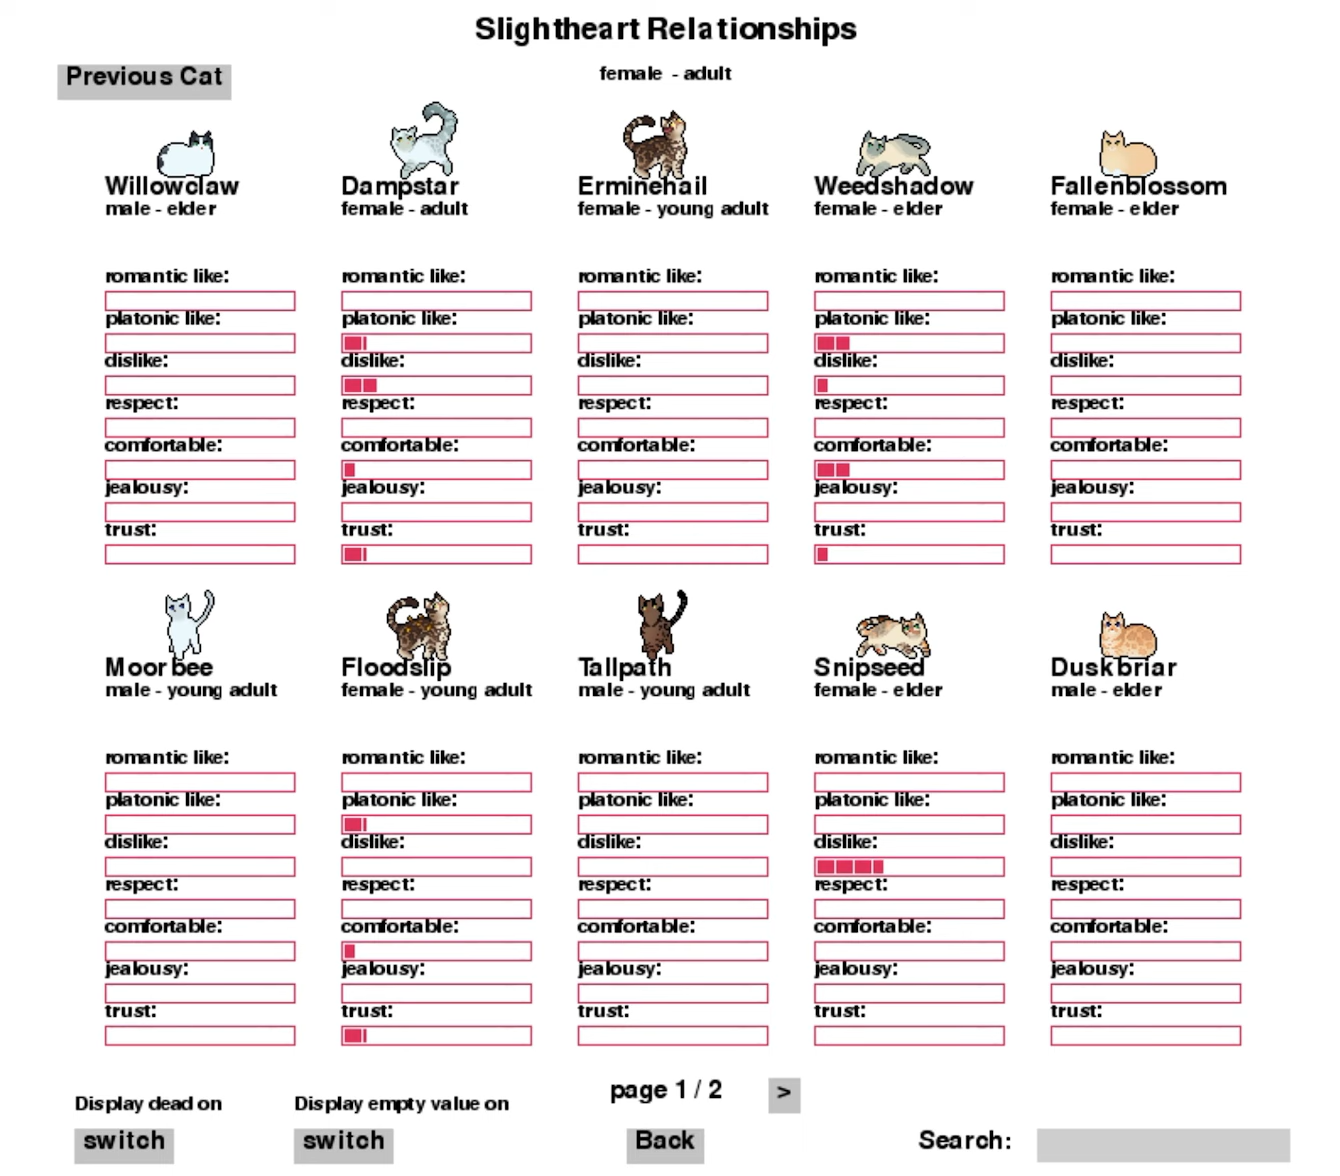 Slightheart Relationships
Previous Cat
female - adult
Willowclaw Dampstar Erminehail Weedshadow Fallenblossom
male - elder female - adult female - young adult female - elder female - elder
romantic like: romantic like: romantic like: romantic like: romantic like:
platonic like: platonic like: platonic like: platonic like: platonic like:
dislike: dislike: dislike: dislike: dislike:
respect: respect: respect: respect: respect:
comfortable: comfortable: comfortable: comfortable: comfortable:
jealousy: jealousy: jealousy: jealousy: jealousy:
trust: trust: trust: trust: trust:
Moorbee Floodslip Tallpath Snipseed Duskbriar
male - young adult female - young adult male - young adult female - elder male - elder
romantic like: romantic like: romantic like: romantic like: romantic like:
platonic like: platonic like: platonic like: platonic like: platonic like:
dislike: dislike: dislike: dislike: dislike:
respect: respect: respect: respect: respect:
comfortable: comfortable: comfortable: comfortable: comfortable:
jealousy: jealousy: jealousy: jealousy: jealousy:
trust: trust: trust: trust: trust:
page 1 / 2 >
Display dead on Display empty value on
switch switch Back Search: